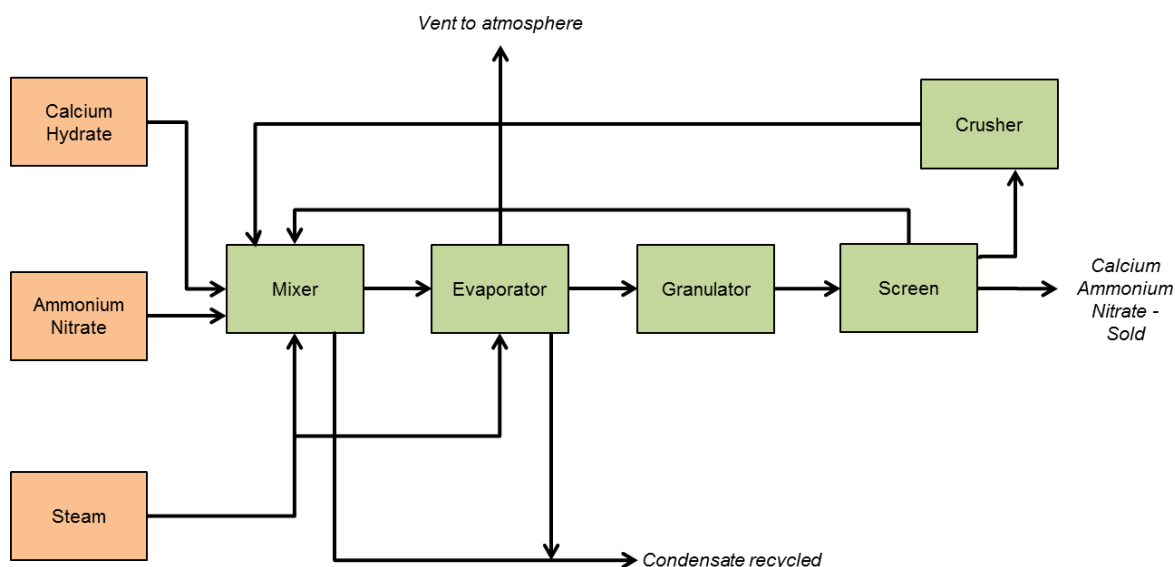 Vent to atmosphere
Calcium
Hydrate
Crusher
Ammonium
Nitrate
Mixer
Evaporator
Granulator
Screen
Calcium
Ammonium
Nitrate -
Sold
Steam
Condensate recycled